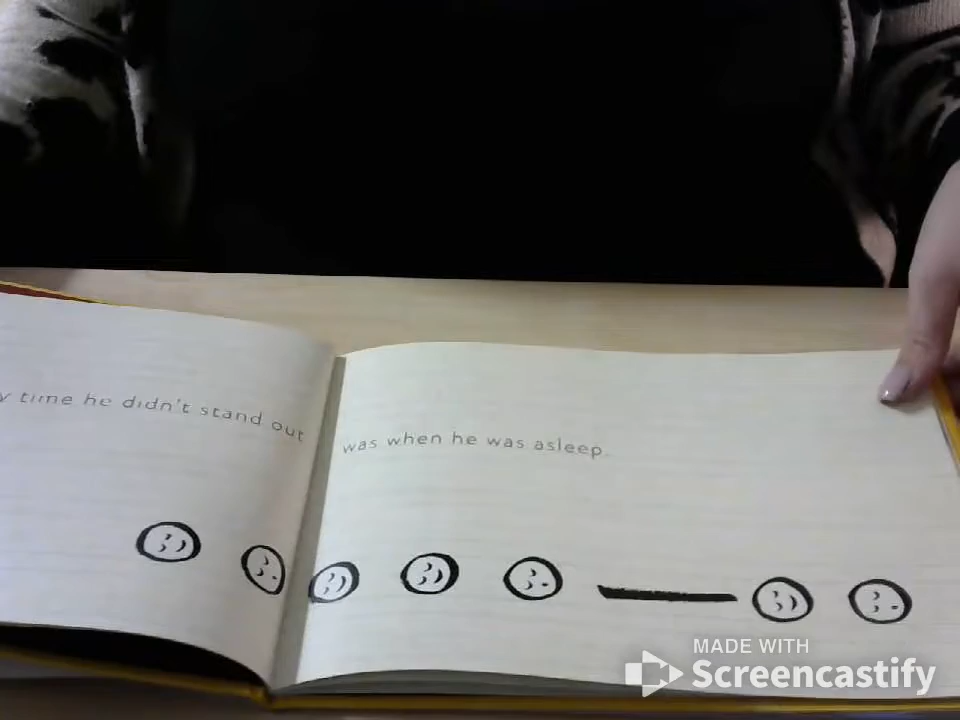 time he didn't stand out
was when he was asleep.
MADE WITH
Screencastify